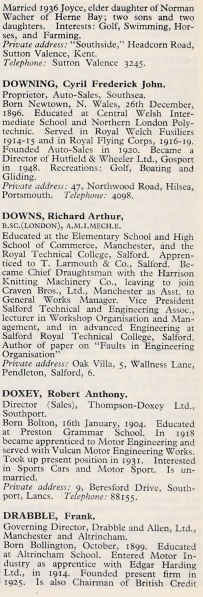 Married 1936 Joyce, elder daughter of Norman
Wacher of Herne Bay; two sons and two
daughters. Interests: Golf, Swimming, Hor-
ses, and Farming.
Private address: "Southside," Headcorn Road,
Sutton Valence, Kent.
Telephone: Sutton Valence 3245.
DOWNING, Cyril Frederick John.
Proprietor, Auto-Sales, Southsea.
Born Newtown, N. Wales, 26th December,
1896. Educated at Central Welsh Inter-
mediate School and Northern London Poly-
technic. Served in Royal Welch Fusiliers
1914-15 and in Royal Flying Corps, 1916-19.
Founded Auto-Sales in 1920. Became a
Director of Hutfield & Wheeler Ltd., Gosport
in 1948. Recreations: Golf, Boating and
Gliding.
Private address: 47, Northwood Road, Hilsea,
Portsmouth. Telephone: 4098.
DOWNS, Richard Arthur,
B.SC.(LONDON), A.M.I.MECH.E.
Educated at the Elementary School and High
School of Commerce, Manchester, and the
Royal Technical College, Salford. Appren-
ticed to T. Larmouth & Co., Salford. Be-
came Chief Draughtsman with the Harrison
Knitting Machinery Co., leaving to join
Craven Bros., Ltd., Manchester as Asst. to
General Works Manager. Vice President
Salford Technical and Engineering Assoc.,
lecturer in Workshop Organisation and Man-
agement, and in advanced Engineering at
Salford Royal Technical College, Salford.
Author of paper on "Faults in Engineering
Organisation"
Private address: Oak Villa, 5, Wallness Lane,
Pendleton, Salford, 6.
DOXEY, Robert Anthony.
Director (Sales), Thompson-Doxey Ltd.,
Southport.
Born Bolton, 16th January, 1904. Educated
at Preston Grammar School. In 1918
became apprenticed to Motor Engineering and
served with Vulcan Motor Engineering Works.
Took up present position in 1931. Interested
in Sports Cars and Motor Sport. Is un-
married.
Private address: 9, Beresford Drive, South-
port, Lancs. Telephone: 88155.
DRABBLE, Frank.
Governing Director, Drabble and Allen, Ltd.,
Manchester and Altrincham.
Born Bollington, October, 1899. Educated
at Altrincham School. Entered Motor In-
dustry as apprentice with Edgar Harding
Ltd., in 1914. Founded present firm in
1925. Is also Chairman of British Credit